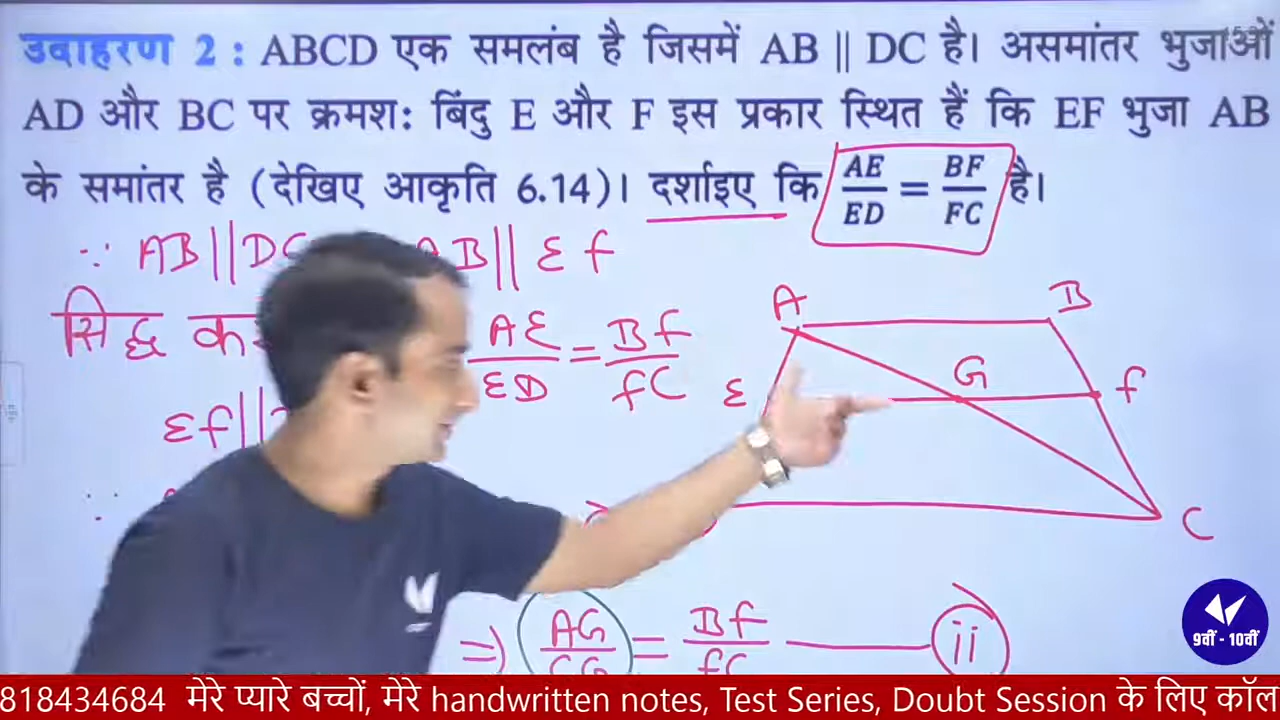 उदाहरण 2 : ABCD एक समलंब है जिसमें AB || DC है। असमांतर भुजाओं
AD और BC पर क्रमश: बिंदु E और F इस प्रकार स्थित हैं कि EF भुजा AB
के समांतर है (देखिए आकृति 6.14)। दर्शाइए कि AE/ED = BF/FC है।
∵ AB||DC AB||Ef
सिद्ध AE/ED = Bf/fC
Ef||
∵
A B
E G f
C
=> AG/CG = Bf/fC ii
9वीं - 10वीं
818434684 मेरे प्यारे बच्चों, मेरे handwritten notes, Test Series, Doubt Session के लिए कॉल